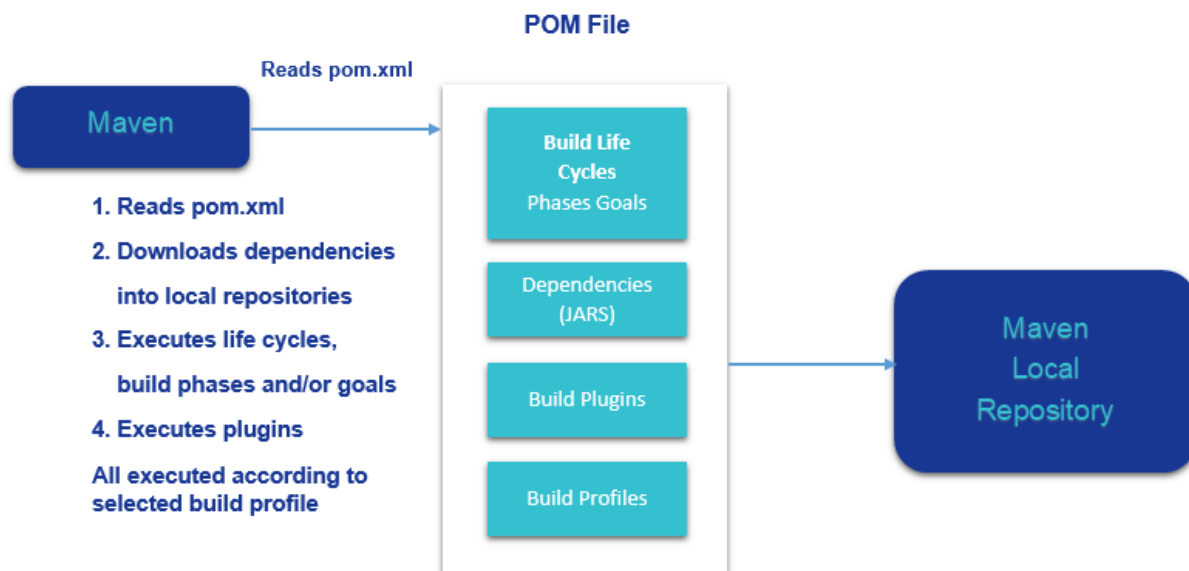 POM File
Reads pom.xml
Maven
1. Reads pom.xml
2. Downloads dependencies
into local repositories
3. Executes life cycles,
build phases and/or goals
4. Executes plugins
All executed according to
selected build profile
Build Life
Cycles
Phases Goals
Dependencies
(JARS)
Build Plugins
Build Profiles
Maven
Local
Repository